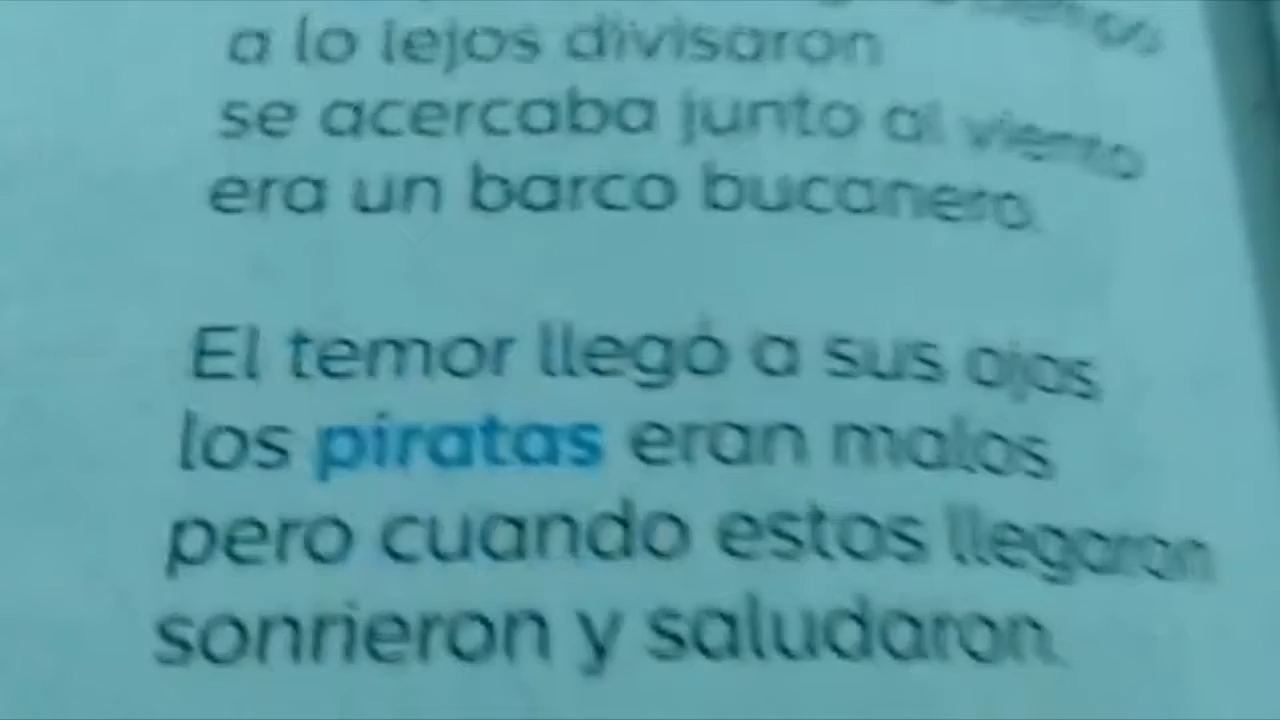 a lo lejos divisaron
se acercaba junto al viento
era un barco bucanero.
El temor llegó a sus ojos
los piratas eran malos
pero cuando estos llegaron
sonrieron y saludaron.